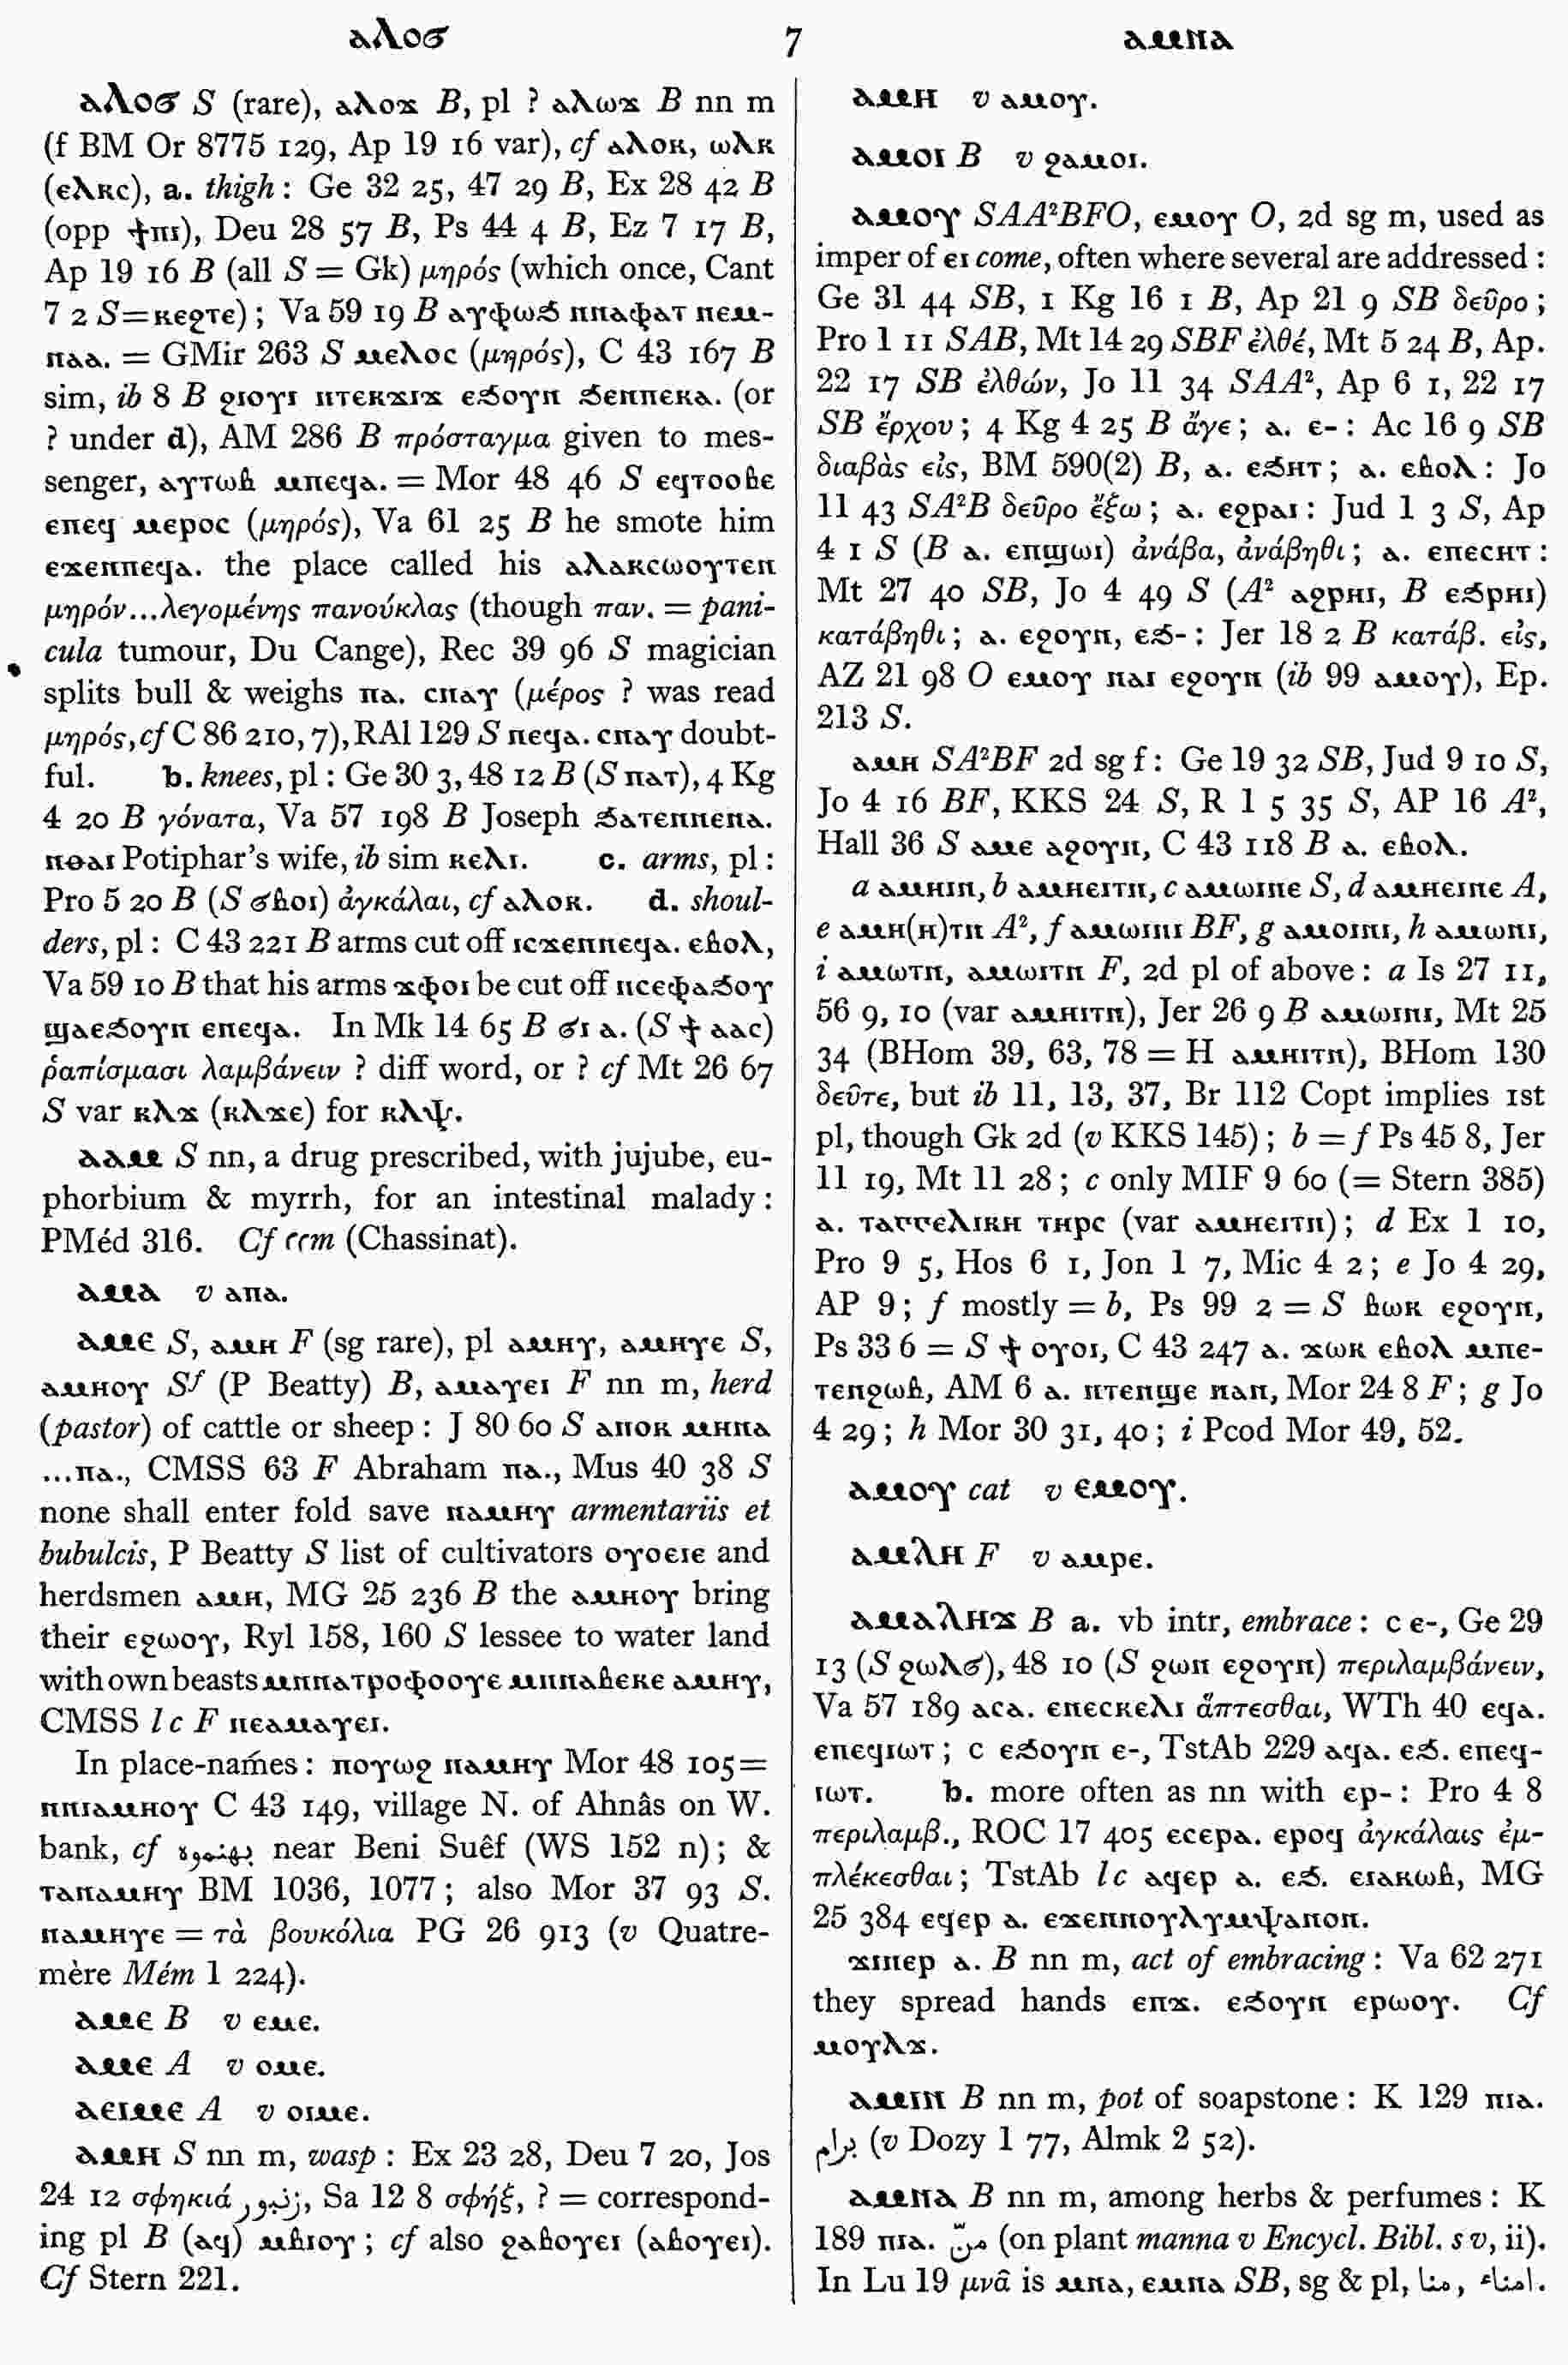 ⲁⲗⲟϭ
7
ⲁⲙⲛⲁ
ⲁⲗⲟϭ S (rare), ⲁⲗⲟϫ B, pl ? ⲁⲗⲱϫ B nn m
(f BM Or 8775 129, Ap 19 16 var), cf ⲁⲗⲟⲕ, ⲱⲗⲕ
(ⲉⲗⲕⲥ), a. thigh : Ge 32 25, 47 29 B, Ex 28 42 B
(opp ϯⲡⲓ), Deu 28 57 B, Ps 44 4 B, Ez 7 17 B,
Ap 19 16 B (all S = Gk) μηρός (which once, Cant
7 2 S=ⲕⲉϩⲧⲉ) ; Va 59 19 B ⲁⲩⲫⲱϧ ⲛⲛⲁⲫⲁⲧ ⲛⲉⲙ-
ⲛⲁⲁ. = GMir 263 S ⲙⲉⲗⲟⲥ (μηρός), C 43 167 B
sim, ib 8 B ϩⲓⲟⲩⲓ ⲛⲧⲉⲕϫⲓϫ ⲉϧⲟⲩⲛ ϧⲉⲛⲛⲉⲕⲁ. (or
? under d), AM 286 B πρόσταγμα given to mes-
senger, ⲁⲩⲧⲱⲃ ⲙⲡⲉϥⲁ. = Mor 48 46 S ⲉϥⲧⲟⲟⲃⲉ
ⲉⲡⲉϥ ⲙⲉⲣⲟⲥ (μηρός), Va 61 25 B he smote him
ⲉϫⲉⲛⲡⲉϥⲁ. the place called his ⲁⲗⲁⲕⲥⲱⲟⲩⲧⲉⲛ
μηρόν...λεγομένης πανούκλας (though παν. = pani-
cula tumour, Du Cange), Rec 39 96 S magician
splits bull & weighs ⲡⲁ. ⲥⲛⲁⲩ (μέρος ? was read
μηρός, cf C 86 210, 7), RAl 129 S ⲡⲉϥⲁ. ⲥⲛⲁⲩ doubt-
ful. b. knees, pl : Ge 30 3, 48 12 B (S ⲡⲁⲧ), 4 Kg
4 20 B γόνατα, Va 57 198 B Joseph ϧⲁⲧⲉⲛⲛⲉⲛⲁ.
ⲛⲑⲁⲓ Potiphar's wife, ib sim ⲕⲉⲗⲓ. c. arms, pl :
Pro 5 20 B (S ϭⲃⲟⲓ) ἀγκάλαι, cf ⲁⲗⲟⲕ. d. shoul-
ders, pl : C 43 221 B arms cut off ⲓⲥϫⲉⲛⲛⲉϥⲁ. ⲉⲃⲟⲗ,
Va 59 10 B that his arms ϫⲫⲟⲓ be cut off ⲛⲥⲉⲫⲁϧⲟⲩ
ϣⲁⲉϧⲟⲩⲛ ⲉⲛⲉϥⲁ. In Mk 14 65 B ϭⲓ ⲁ. (S ϯ ⲁⲁⲥ)
ῥαπίσμασι λαμβάνειν ? diff word, or ? cf Mt 26 67
S var ⲕⲗϫ (ⲕⲗϫⲉ) for ⲕⲗⲯ.
ⲁⲗⲙ S nn, a drug prescribed, with jujube, eu-
phorbium & myrrh, for an intestinal malady :
PMéd 316. Cf (Chassinat).
ⲁⲙⲁ v ⲁⲡⲁ.
ⲁⲙⲉ S, ⲁⲙⲏ F (sg rare), pl ⲁⲙⲏⲩ, ⲁⲙⲏⲩⲉ S,
ⲁⲙⲏⲟⲩ Sf (P Beatty) B, ⲁⲙⲁⲩⲉⲓ F nn m, herd
(pastor) of cattle or sheep : J 80 60 S ⲁⲡⲟⲕ ⲙⲏⲛⲁ
...ⲡⲁ., CMSS 63 F Abraham ⲡⲁ., Mus 40 38 S
none shall enter fold save ⲛⲁⲙⲏⲩ armentariis et
bubulcis, P Beatty S list of cultivators ⲟⲩⲟⲉⲓⲉ and
herdsmen ⲁⲙⲏ, MG 25 236 B the ⲁⲙⲏⲟⲩ bring
their ⲉϩⲱⲟⲩ, Ryl 158, 160 S lessee to water land
with own beasts ⲙⲛⲛⲁⲧⲣⲟⲫⲟⲟⲩⲉ ⲙⲛⲛⲁⲃⲉⲕⲉ ⲁⲙⲏⲩ,
CMSS l c F ⲛⲉⲁⲙⲁⲩⲉⲓ.
In place-names : ⲡⲟⲩⲱϩ ⲛⲁⲙⲏⲩ Mor 48 105=
ⲛⲛⲓⲁⲙⲏⲟⲩ C 43 149, village N. of Ahnâs on W.
bank, cf near Beni Suêf (WS 152 n) ; &
ⲧⲁⲡⲁⲙⲏⲩ BM 1036, 1077 ; also Mor 37 93 S.
ⲛⲁⲙⲏⲩⲉ = τὰ βουκόλια PG 26 913 (v Quatre-
mère Mém 1 224).
ⲁⲙⲉ B v ⲉⲙⲉ.
ⲁⲙⲉ A v ⲟⲙⲉ.
ⲁⲉⲓⲙⲉ A v ⲟⲓⲙⲉ.
ⲁⲙⲏ S nn m, wasp : Ex 23 28, Deu 7 20, Jos
24 12 σφηκιά, Sa 12 8 σφήξ, ? = correspond-
ing pl B (ⲁϥ) ⲙⲃⲓⲟⲩ ; cf also ϩⲁⲃⲟⲩⲉⲓ (ⲁⲃⲟⲩⲉⲓ).
Cf Stern 221.
ⲁⲙⲏ v ⲁⲙⲟⲩ.
ⲁⲙⲟⲓ B v ϩⲁⲙⲟⲓ.
ⲁⲙⲟⲩ SAA²BFO, ⲉⲙⲟⲩ O, 2d sg m, used as
imper of ⲉⲓ come, often where several are addressed :
Ge 31 44 SB, 1 Kg 16 1 B, Ap 21 9 SB δεῦρο ;
Pro 1 11 SAB, Mt 14 29 SBF ἐλθέ, Mt 5 24 B, Ap.
22 17 SB ἐλθών, Jo 11 34 SAA², Ap 6 1, 22 17
SB ἔρχου ; 4 Kg 4 25 B ἄγε ; ⲁ. ⲉ- : Ac 16 9 SB
διαβὰς εἰς, BM 590(2) B, ⲁ. ⲉϧⲏⲧ ; ⲁ. ⲉⲃⲟⲗ : Jo
11 43 SA²B δεῦρο ἔξω ; ⲁ. ⲉϩⲣⲁⲓ : Jud 1 3 S, Ap
4 1 S (B ⲁ. ⲉⲡϣⲱⲓ) ἀνάβα, ἀνάβηθι ; ⲁ. ⲉⲡⲉⲥⲏⲧ :
Mt 27 40 SB, Jo 4 49 S (A² ⲁϩⲣⲏⲓ, B ⲉϧⲣⲏⲓ)
κατάβηθι ; ⲁ. ⲉϩⲟⲩⲛ, ⲉϧ- : Jer 18 2 B κατάβ. εἰς,
AZ 21 98 O ⲉⲙⲟⲩ ⲛⲁⲓ ⲉϩⲟⲩⲛ (ib 99 ⲁⲙⲟⲩ), Ep.
213 S.
ⲁⲙⲏ SA²BF 2d sg f : Ge 19 32 SB, Jud 9 10 S,
Jo 4 16 BF, KKS 24 S, R 1 5 35 S, AP 16 A²,
Hall 36 S ⲁⲙⲉ ⲁϩⲟⲩⲛ, C 43 118 B ⲁ. ⲉⲃⲟⲗ.
a ⲁⲙⲏⲓⲛ, b ⲁⲙⲏⲉⲓⲧⲛ, c ⲁⲙⲱⲓⲛⲉ S, d ⲁⲙⲏⲉⲓⲛⲉ A,
e ⲁⲙⲏ(ⲏ)ⲧⲛ A², f ⲁⲙⲱⲓⲛⲓ BF, g ⲁⲙⲟⲓⲛⲓ, h ⲁⲙⲱⲛⲓ,
i ⲁⲙⲱⲧⲛ, ⲁⲙⲱⲓⲧⲛ F, 2d pl of above : a Is 27 11,
56 9, 10 (var ⲁⲙⲏⲓⲧⲛ), Jer 26 9 B ⲁⲙⲱⲓⲛⲓ, Mt 25
34 (BHom 39, 63, 78 = H ⲁⲙⲏⲓⲧⲛ), BHom 130
δεῦτε, but ib 11, 13, 37, Br 112 Copt implies 1st
pl, though Gk 2d (v KKS 145) ; b = f Ps 45 8, Jer
11 19, Mt 11 28 ; c only MIF 9 60 (= Stern 385)
ⲁ. ⲧⲁⲅⲅⲉⲗⲓⲕⲏ ⲧⲏⲣⲥ (var ⲁⲙⲏⲉⲓⲧⲛ) ; d Ex 1 10,
Pro 9 5, Hos 6 1, Jon 1 7, Mic 4 2 ; e Jo 4 29,
AP 9 ; f mostly = b, Ps 99 2 = S ⲃⲱⲕ ⲉϩⲟⲩⲛ,
Ps 33 6 = S ϯ ⲟⲩⲟⲓ, C 43 247 ⲁ. ϫⲱⲕ ⲉⲃⲟⲗ ⲙⲡⲉ-
ⲧⲉⲛϩⲱⲃ, AM 6 ⲁ. ⲛⲧⲉⲛϣⲉ ⲛⲁⲛ, Mor 24 8 F ; g Jo
4 29 ; h Mor 30 31, 40 ; i Pcod Mor 49, 52.
ⲁⲙⲟⲩ cat v ⲉⲙⲟⲩ.
ⲁⲙⲗⲏ F v ⲁⲙⲣⲉ.
ⲁⲙⲁⲗⲏϫ B a. vb intr, embrace : c ⲉ-, Ge 29
13 (S ϩⲱⲗϭ), 48 10 (S ϩⲱⲛ ⲉϩⲟⲩⲛ) περιλαμβάνειν,
Va 57 189 ⲁⲥⲁ. ⲉⲡⲉⲥⲕⲉⲗⲓ ἅπτεσθαι, WTh 40 ⲉϥⲁ.
ⲉⲡⲉϥⲓⲱⲧ ; c ⲉϧⲟⲩⲛ ⲉ-, TstAb 229 ⲁϥⲁ. ⲉϧ. ⲉⲡⲉϥ-
ⲓⲱⲧ. b. more often as nn with ⲉⲣ- : Pro 4 8
περιλαμβ., ROC 17 405 ⲉⲥⲉⲣⲁ. ⲉⲣⲟϥ ἀγκάλαις ἐμ-
πλέκεσθαι ; TstAb l c ⲁϥⲉⲣ ⲁ. ⲉϧ. ⲉⲓⲁⲕⲱⲃ, MG
25 384 ⲉϥⲉⲣ ⲁ. ⲉϫⲉⲛⲡⲟⲩⲗⲩⲙⲯⲁⲛⲟⲛ.
ϫⲓⲛⲉⲣ ⲁ. B nn m, act of embracing : Va 62 271
they spread hands ⲉⲡϫ. ⲉϧⲟⲩⲛ ⲉⲣⲱⲟⲩ. Cf
ⲙⲟⲩⲗϫ.
ⲁⲙⲓⲛ B nn m, pot of soapstone : K 129 ⲡⲓⲁ.
برام (v Dozy 1 77, Almk 2 52).
ⲁⲙⲛⲁ B nn m, among herbs & perfumes : K
189 ⲡⲓⲁ. منّ (on plant manna v Encycl. Bibl. s v, ii).
In Lu 19 μνᾶ is ⲙⲛⲁ, ⲉⲙⲛⲁ SB, sg & pl, منا, امناء.